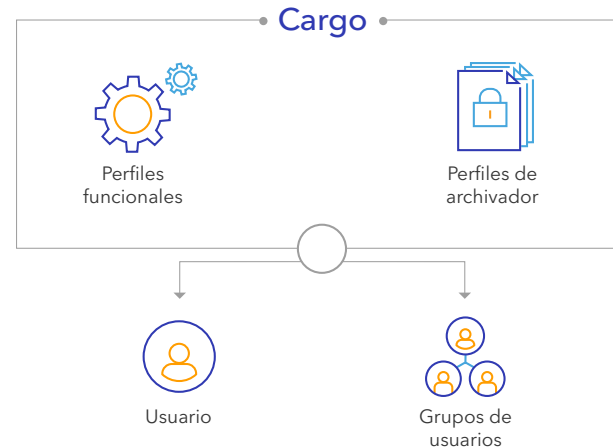 Cargo
Perfiles
funcionales
Perfiles de
archivador
Usuario
Grupos de
usuarios